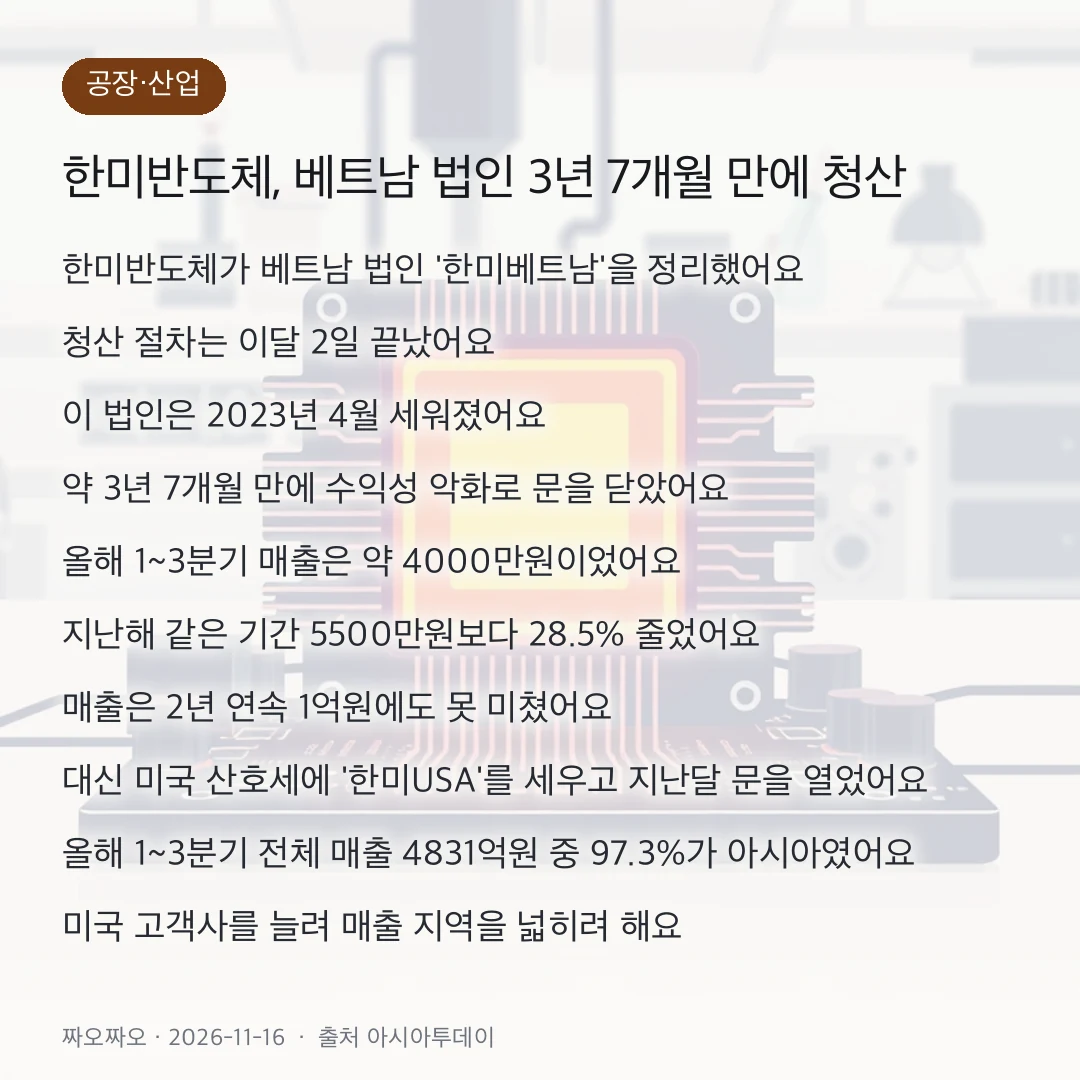 공장·산업
한미반도체, 베트남 법인 3년 7개월 만에 청산
한미반도체가 베트남 법인 '한미베트남'을 정리했어요
청산 절차는 이달 2일 끝났어요
이 법인은 2023년 4월 세워졌어요
약 3년 7개월 만에 수익성 악화로 문을 닫았어요
올해 1~3분기 매출은 약 4000만원이었어요
지난해 같은 기간 5500만원보다 28.5% 줄었어요
매출은 2년 연속 1억원에도 못 미쳤어요
대신 미국 산호세에 '한미USA'를 세우고 지난달 문을 열었어요
올해 1~3분기 전체 매출 4831억원 중 97.3%가 아시아였어요
미국 고객사를 늘려 매출 지역을 넓히려 해요
짜오짜오 · 2026-11-16 · 출처 아시아투데이